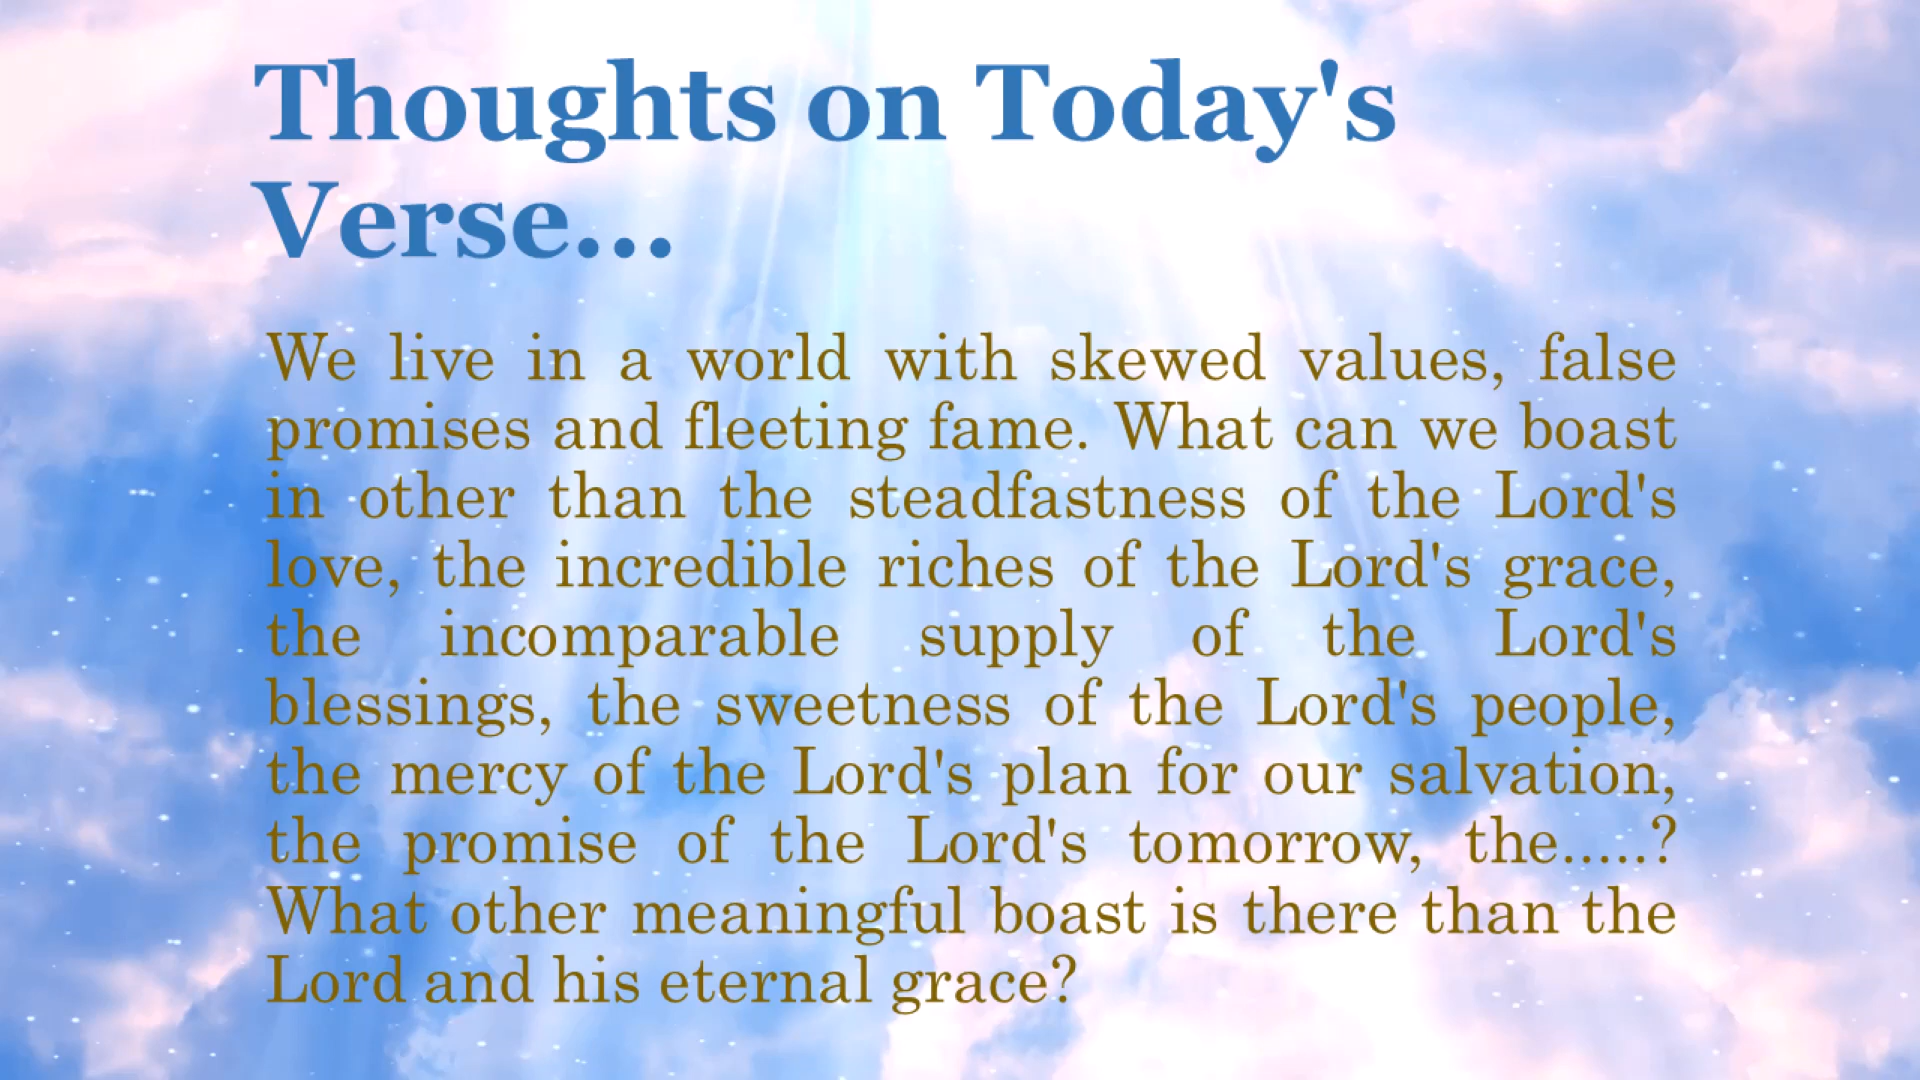 Thoughts on Today's
Verse...
We live in a world with skewed values, false
promises and fleeting fame. What can we boast
in other than the steadfastness of the Lord's
love, the incredible riches of the Lord's grace,
the incomparable supply of the Lord's
blessings, the sweetness of the Lord's people,
the mercy of the Lord's plan for our salvation,
the promise of the Lord's tomorrow, the.....?
What other meaningful boast is there than the
Lord and his eternal grace?